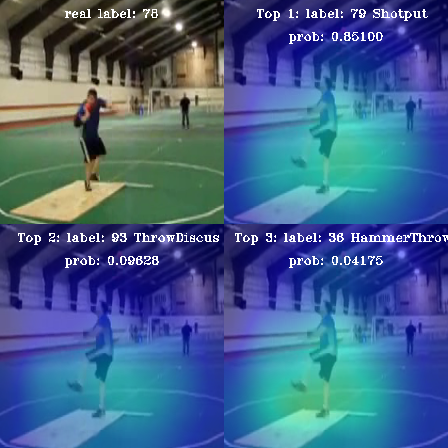 real label: 78
Top 1: label: 79 Shotput
prob: 0.85100
Top 2: label: 93 ThrowDiscus
prob: 0.09628
Top 3: label: 36 HammerThrow
prob: 0.04175